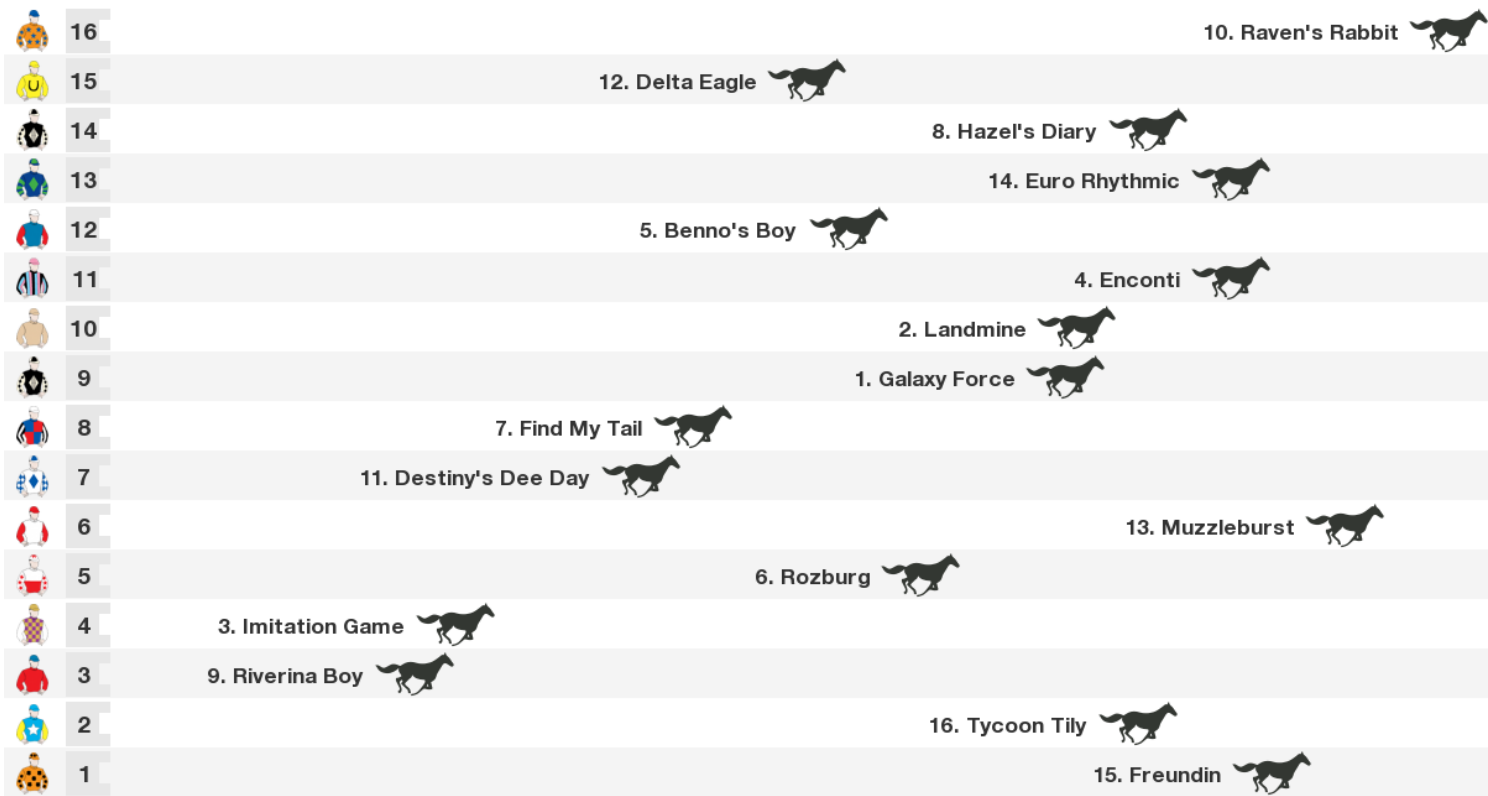 16 10. Raven's Rabbit
15 12. Delta Eagle
14 8. Hazel's Diary
13 14. Euro Rhythmic
12 5. Benno's Boy
11 4. Enconti
10 2. Landmine
9 1. Galaxy Force
8 7. Find My Tail
7 11. Destiny's Dee Day
6 13. Muzzleburst
5 6. Rozburg
4 3. Imitation Game
3 9. Riverina Boy
2 16. Tycoon Tily
1 15. Freundin